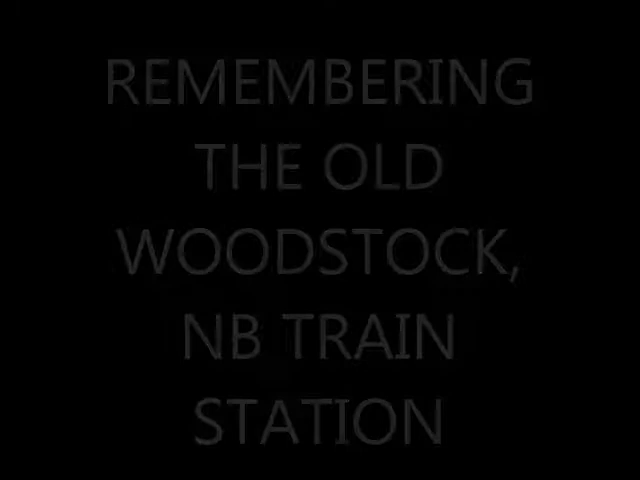 REMEMBERING
THE OLD
WOODSTOCK,
NB TRAIN
STATION